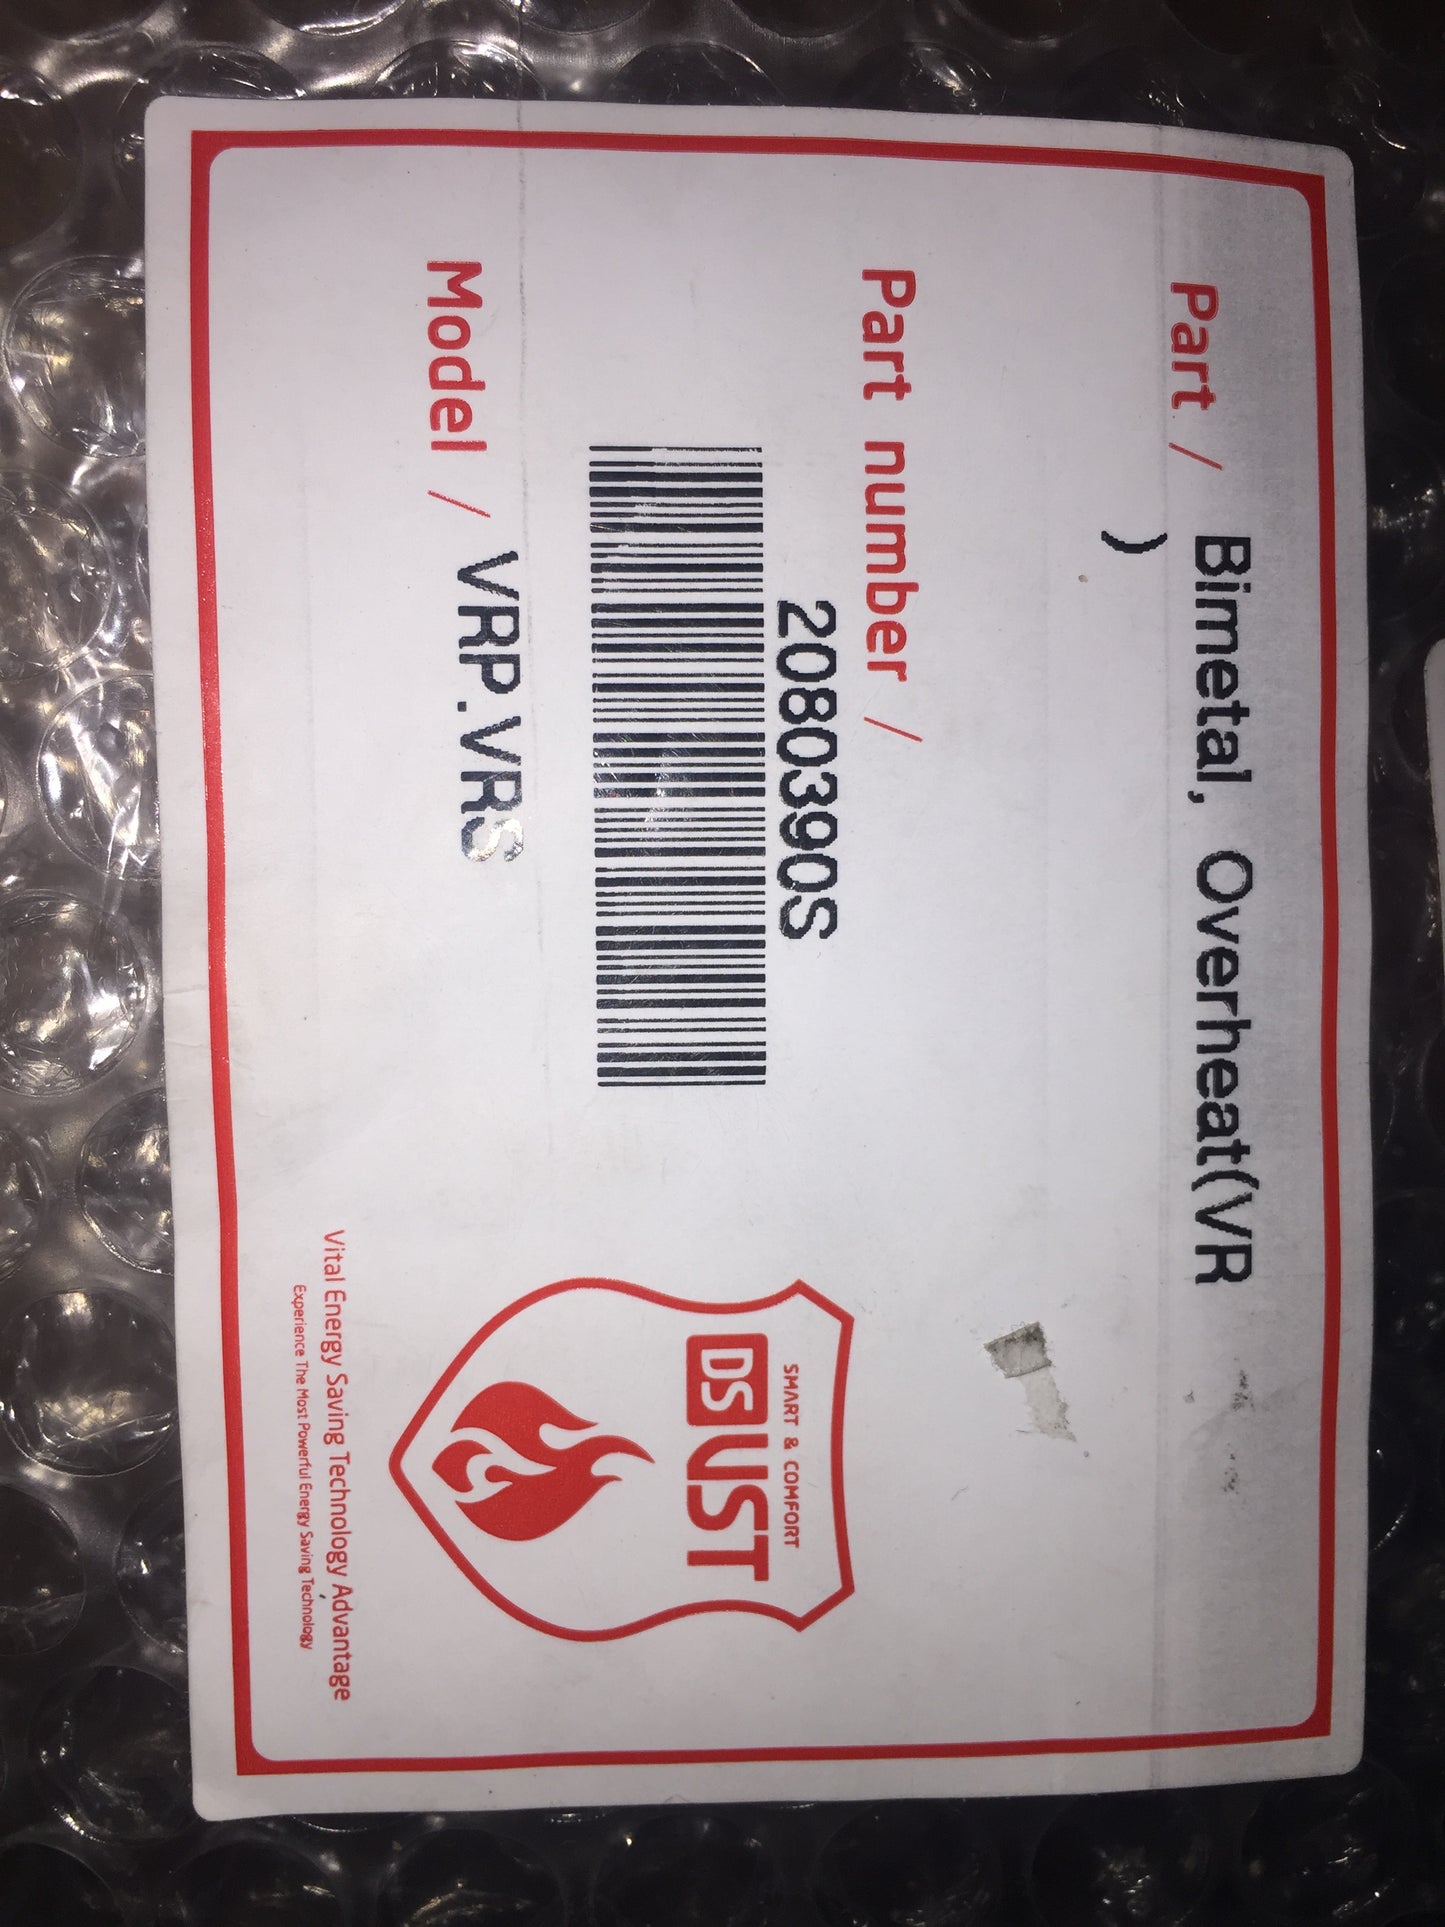 Part / Bimetal, Overheat(VR
)
Part number /
2080390S
Model / VRP.VRS
SMART & COMFORT
DS UST
Vital Energy Saving Technology Advantage
Experience The Most Powerful Energy Saving Technology